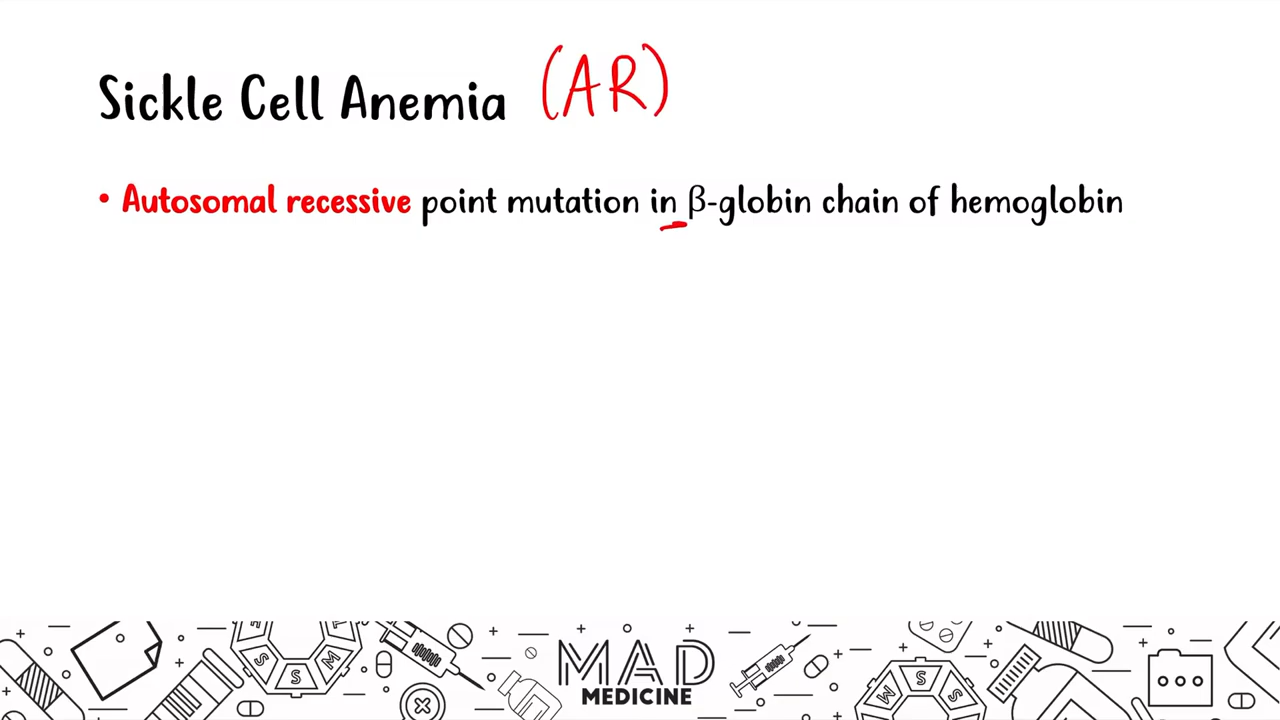 Sickle Cell Anemia (AR)
• Autosomal recessive point mutation in β-globin chain of hemoglobin
S S M
MAD
MEDICINE
M S S